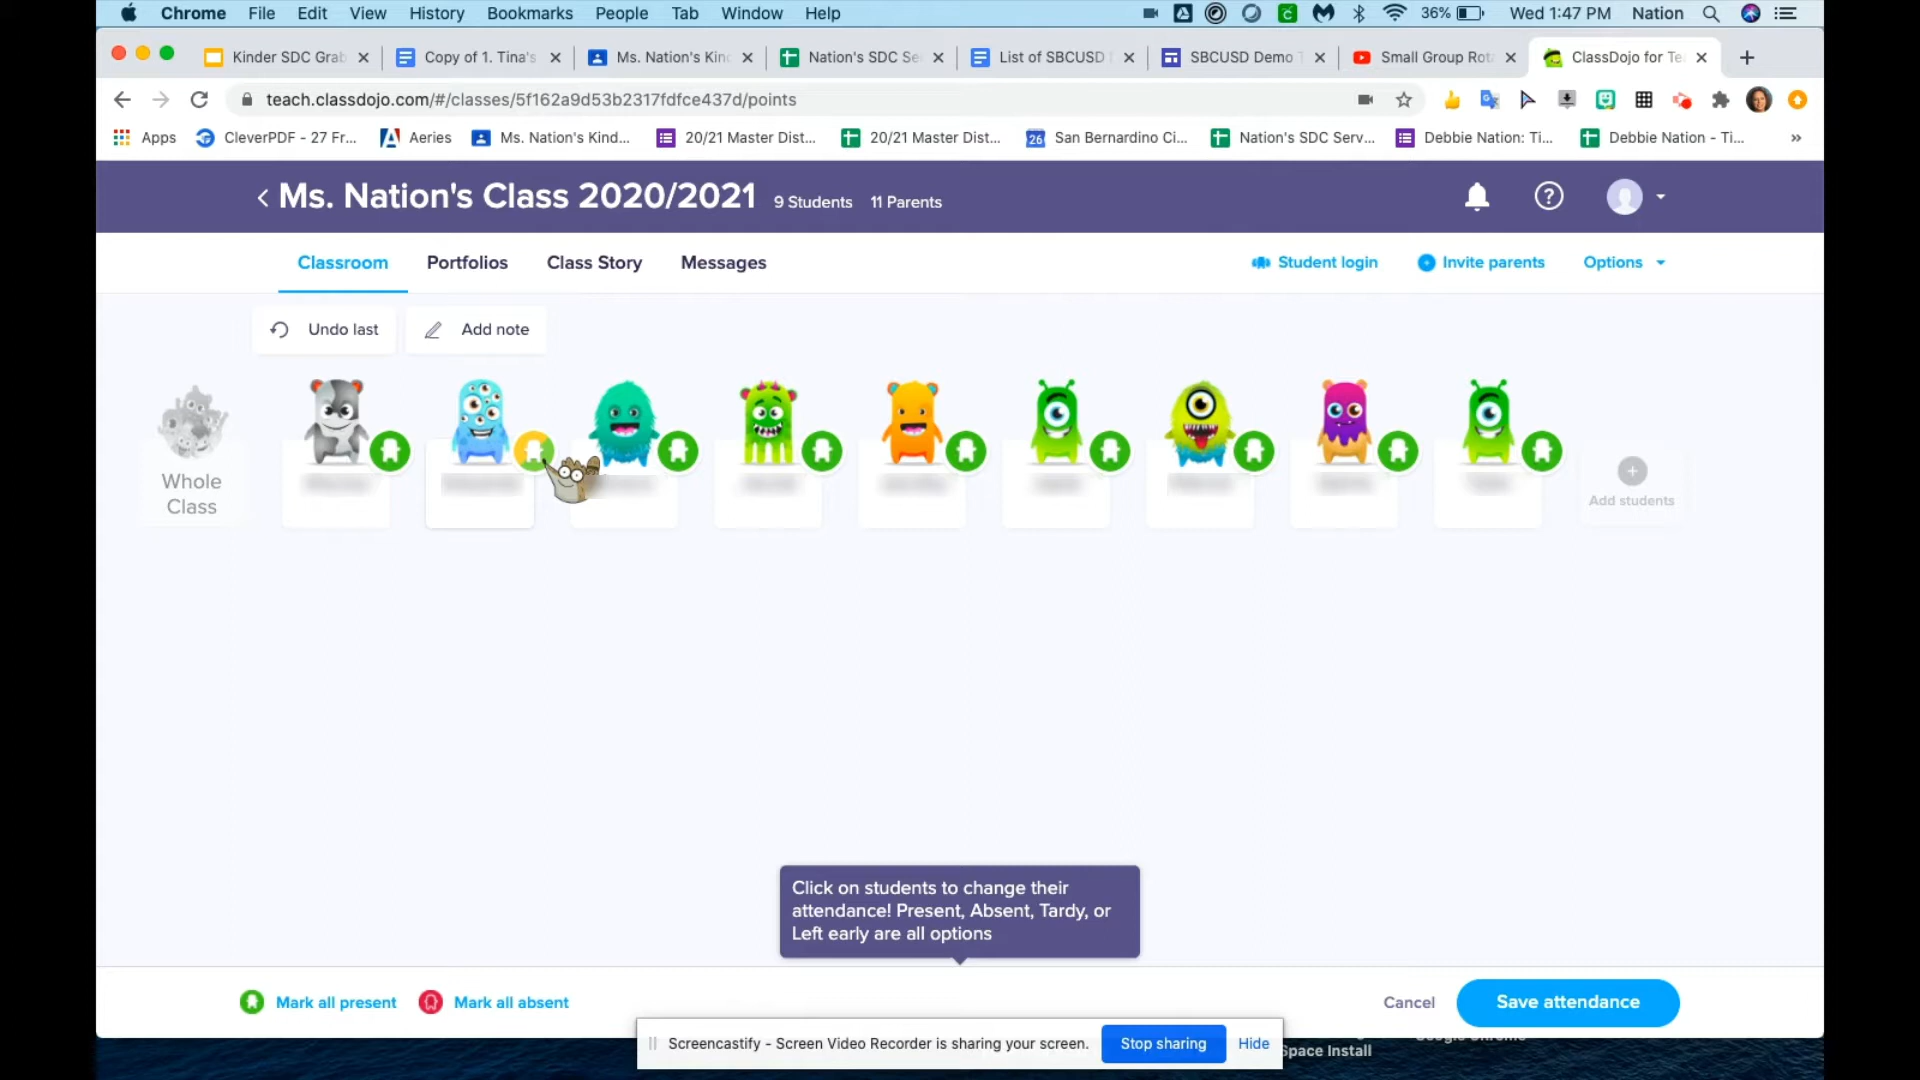 Chrome File Edit View History Bookmarks People Tab Window Help 36% Wed 1:47 PM Nation
Kinder SDC Grab Copy of 1. Tina's Ms. Nation's Kin Nation's SDC Se List of SBCUSD SBCUSD Demo T Small Group Rot ClassDojo for Te
teach.classdojo.com/#/classes/5f162a9d53b2317fdfce437d/points
Apps CleverPDF - 27 Fr... Aeries Ms. Nation's Kind... 20/21 Master Dist... 20/21 Master Dist... 26 San Bernardino Ci... Nation's SDC Serv... Debbie Nation: Ti... Debbie Nation - Ti... »
Ms. Nation's Class 2020/2021 9 Students 11 Parents
Classroom Portfolios Class Story Messages Student login Invite parents Options
Undo last Add note
Whole
Class
Add students
Click on students to change their
attendance! Present, Absent, Tardy, or
Left early are all options
Mark all present Mark all absent Cancel Save attendance
Screencastify - Screen Video Recorder is sharing your screen. Stop sharing Hide
Space Install